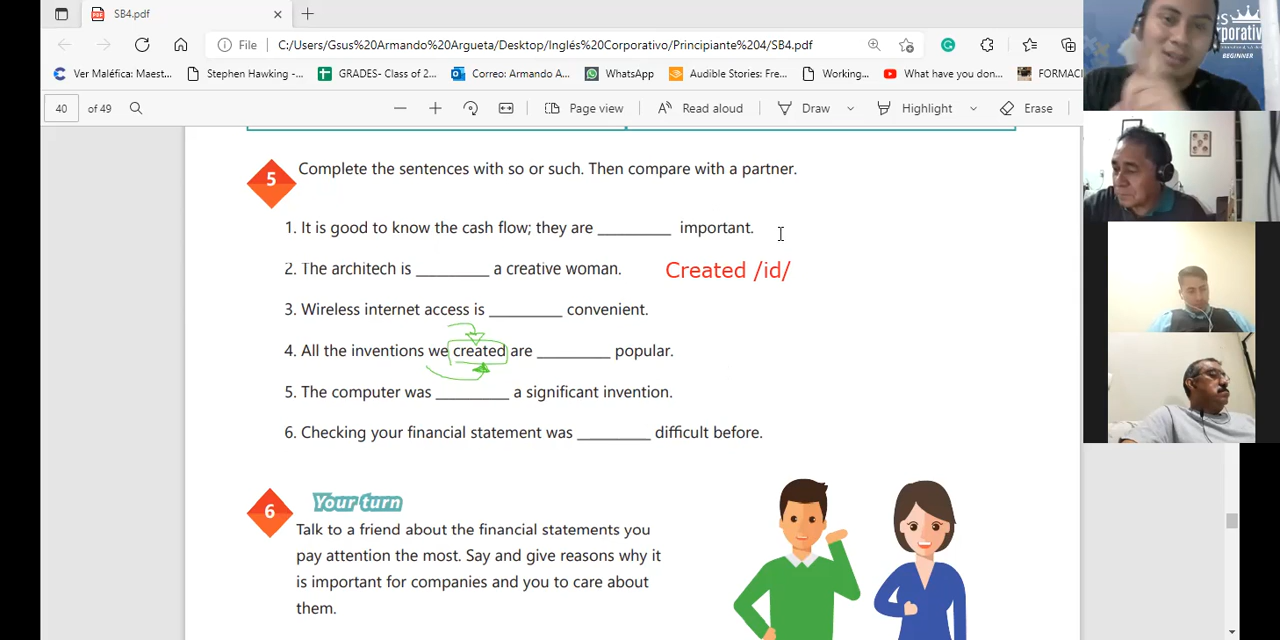 SB4.pdf
File C:/Users/Gsus%20Armando%20Argueta/Desktop/Inglés%20Corporativo/Principiante%204/SB4.pdf
Ver Maléfica: Maest... Stephen Hawking -... GRADES- Class of 2... Correo: Armando A... WhatsApp Audible Stories: Fre... Working... What have you don... FORMACI
40 of 49 Page view Read aloud Draw Highlight Erase
BEGINNER
5 Complete the sentences with so or such. Then compare with a partner.
1. It is good to know the cash flow; they are _________ important.
2. The architech is _________ a creative woman. Created /id/
3. Wireless internet access is _________ convenient.
4. All the inventions we created are _________ popular.
5. The computer was _________ a significant invention.
6. Checking your financial statement was _________ difficult before.
6 Your turn
Talk to a friend about the financial statements you
pay attention the most. Say and give reasons why it
is important for companies and you to care about
them.